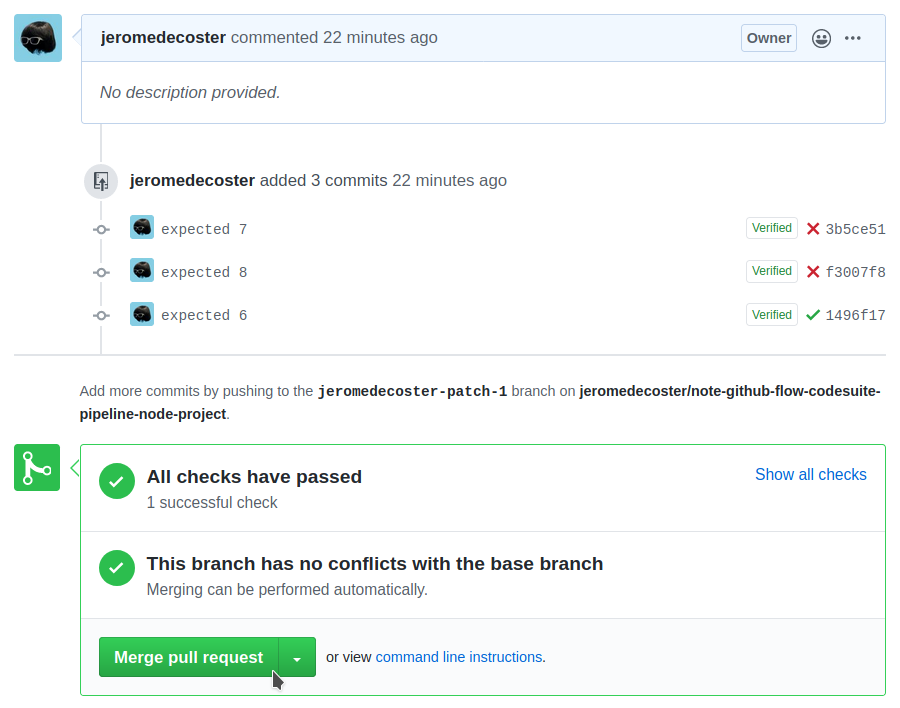 jeromedecoster commented 22 minutes ago Owner
No description provided.
jeromedecoster added 3 commits 22 minutes ago
expected 7 Verified 3b5ce51
expected 8 Verified f3007f8
expected 6 Verified 1496f17
Add more commits by pushing to the jeromedecoster-patch-1 branch on jeromedecoster/note-github-flow-codesuite-
pipeline-node-project.
All checks have passed Show all checks
1 successful check
This branch has no conflicts with the base branch
Merging can be performed automatically.
Merge pull request or view command line instructions.